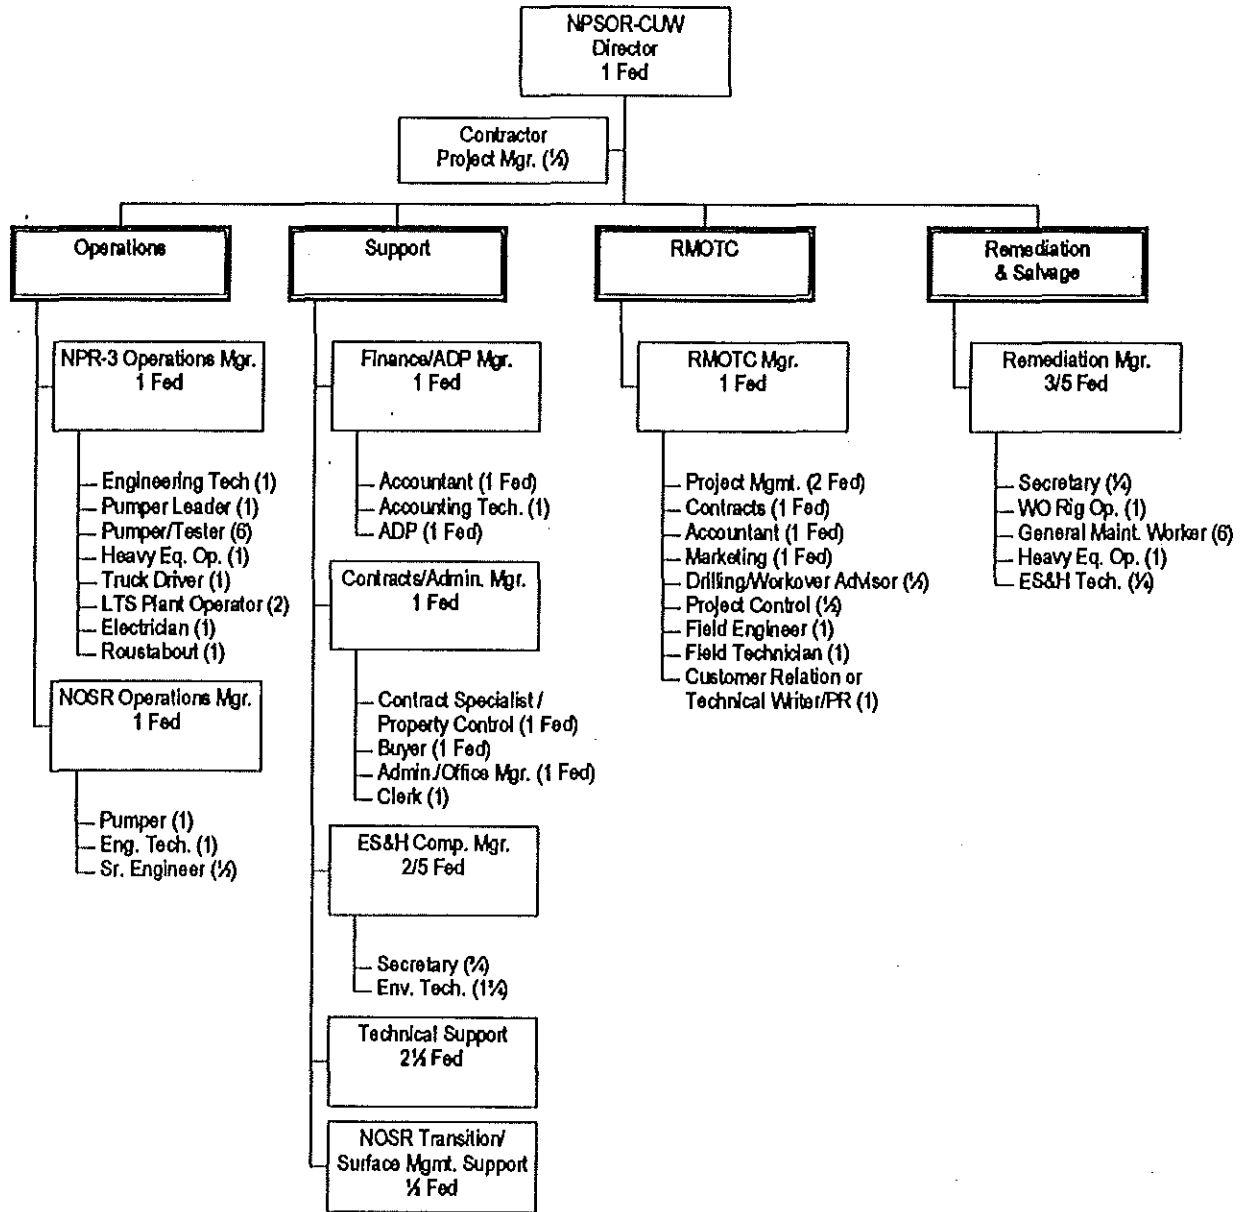 NPSOR-CUW
Director
1 Fed
Contractor
Project Mgr. (½)
Operations
NPR-3 Operations Mgr.
1 Fed
Engineering Tech (1)
Pumper Leader (1)
Pumper/Tester (6)
Heavy Eq. Op. (1)
Truck Driver (1)
LTS Plant Operator (2)
Electrician (1)
Roustabout (1)
NOSR Operations Mgr.
1 Fed
Pumper (1)
Eng. Tech. (1)
Sr. Engineer (½)
Support
Finance/ADP Mgr.
1 Fed
Accountant (1 Fed)
Accounting Tech. (1)
ADP (1 Fed)
Contracts/Admin. Mgr.
1 Fed
Contract Specialist /
Property Control (1 Fed)
Buyer (1 Fed)
Admin./Office Mgr. (1 Fed)
Clerk (1)
ES&H Comp. Mgr.
2/5 Fed
Secretary (¾)
Env. Tech. (1¾)
Technical Support
2½ Fed
NOSR Transition/
Surface Mgmt. Support
½ Fed
RMOTC
RMOTC Mgr.
1 Fed
Project Mgmt. (2 Fed)
Contracts (1 Fed)
Accountant (1 Fed)
Marketing (1 Fed)
Drilling/Workover Advisor (½)
Project Control (½)
Field Engineer (1)
Field Technician (1)
Customer Relation or
Technical Writer/PR (1)
Remediation
& Salvage
Remediation Mgr.
3/5 Fed
Secretary (¼)
WO Rig Op. (1)
General Maint. Worker (6)
Heavy Eq. Op. (1)
ES&H Tech. (¼)